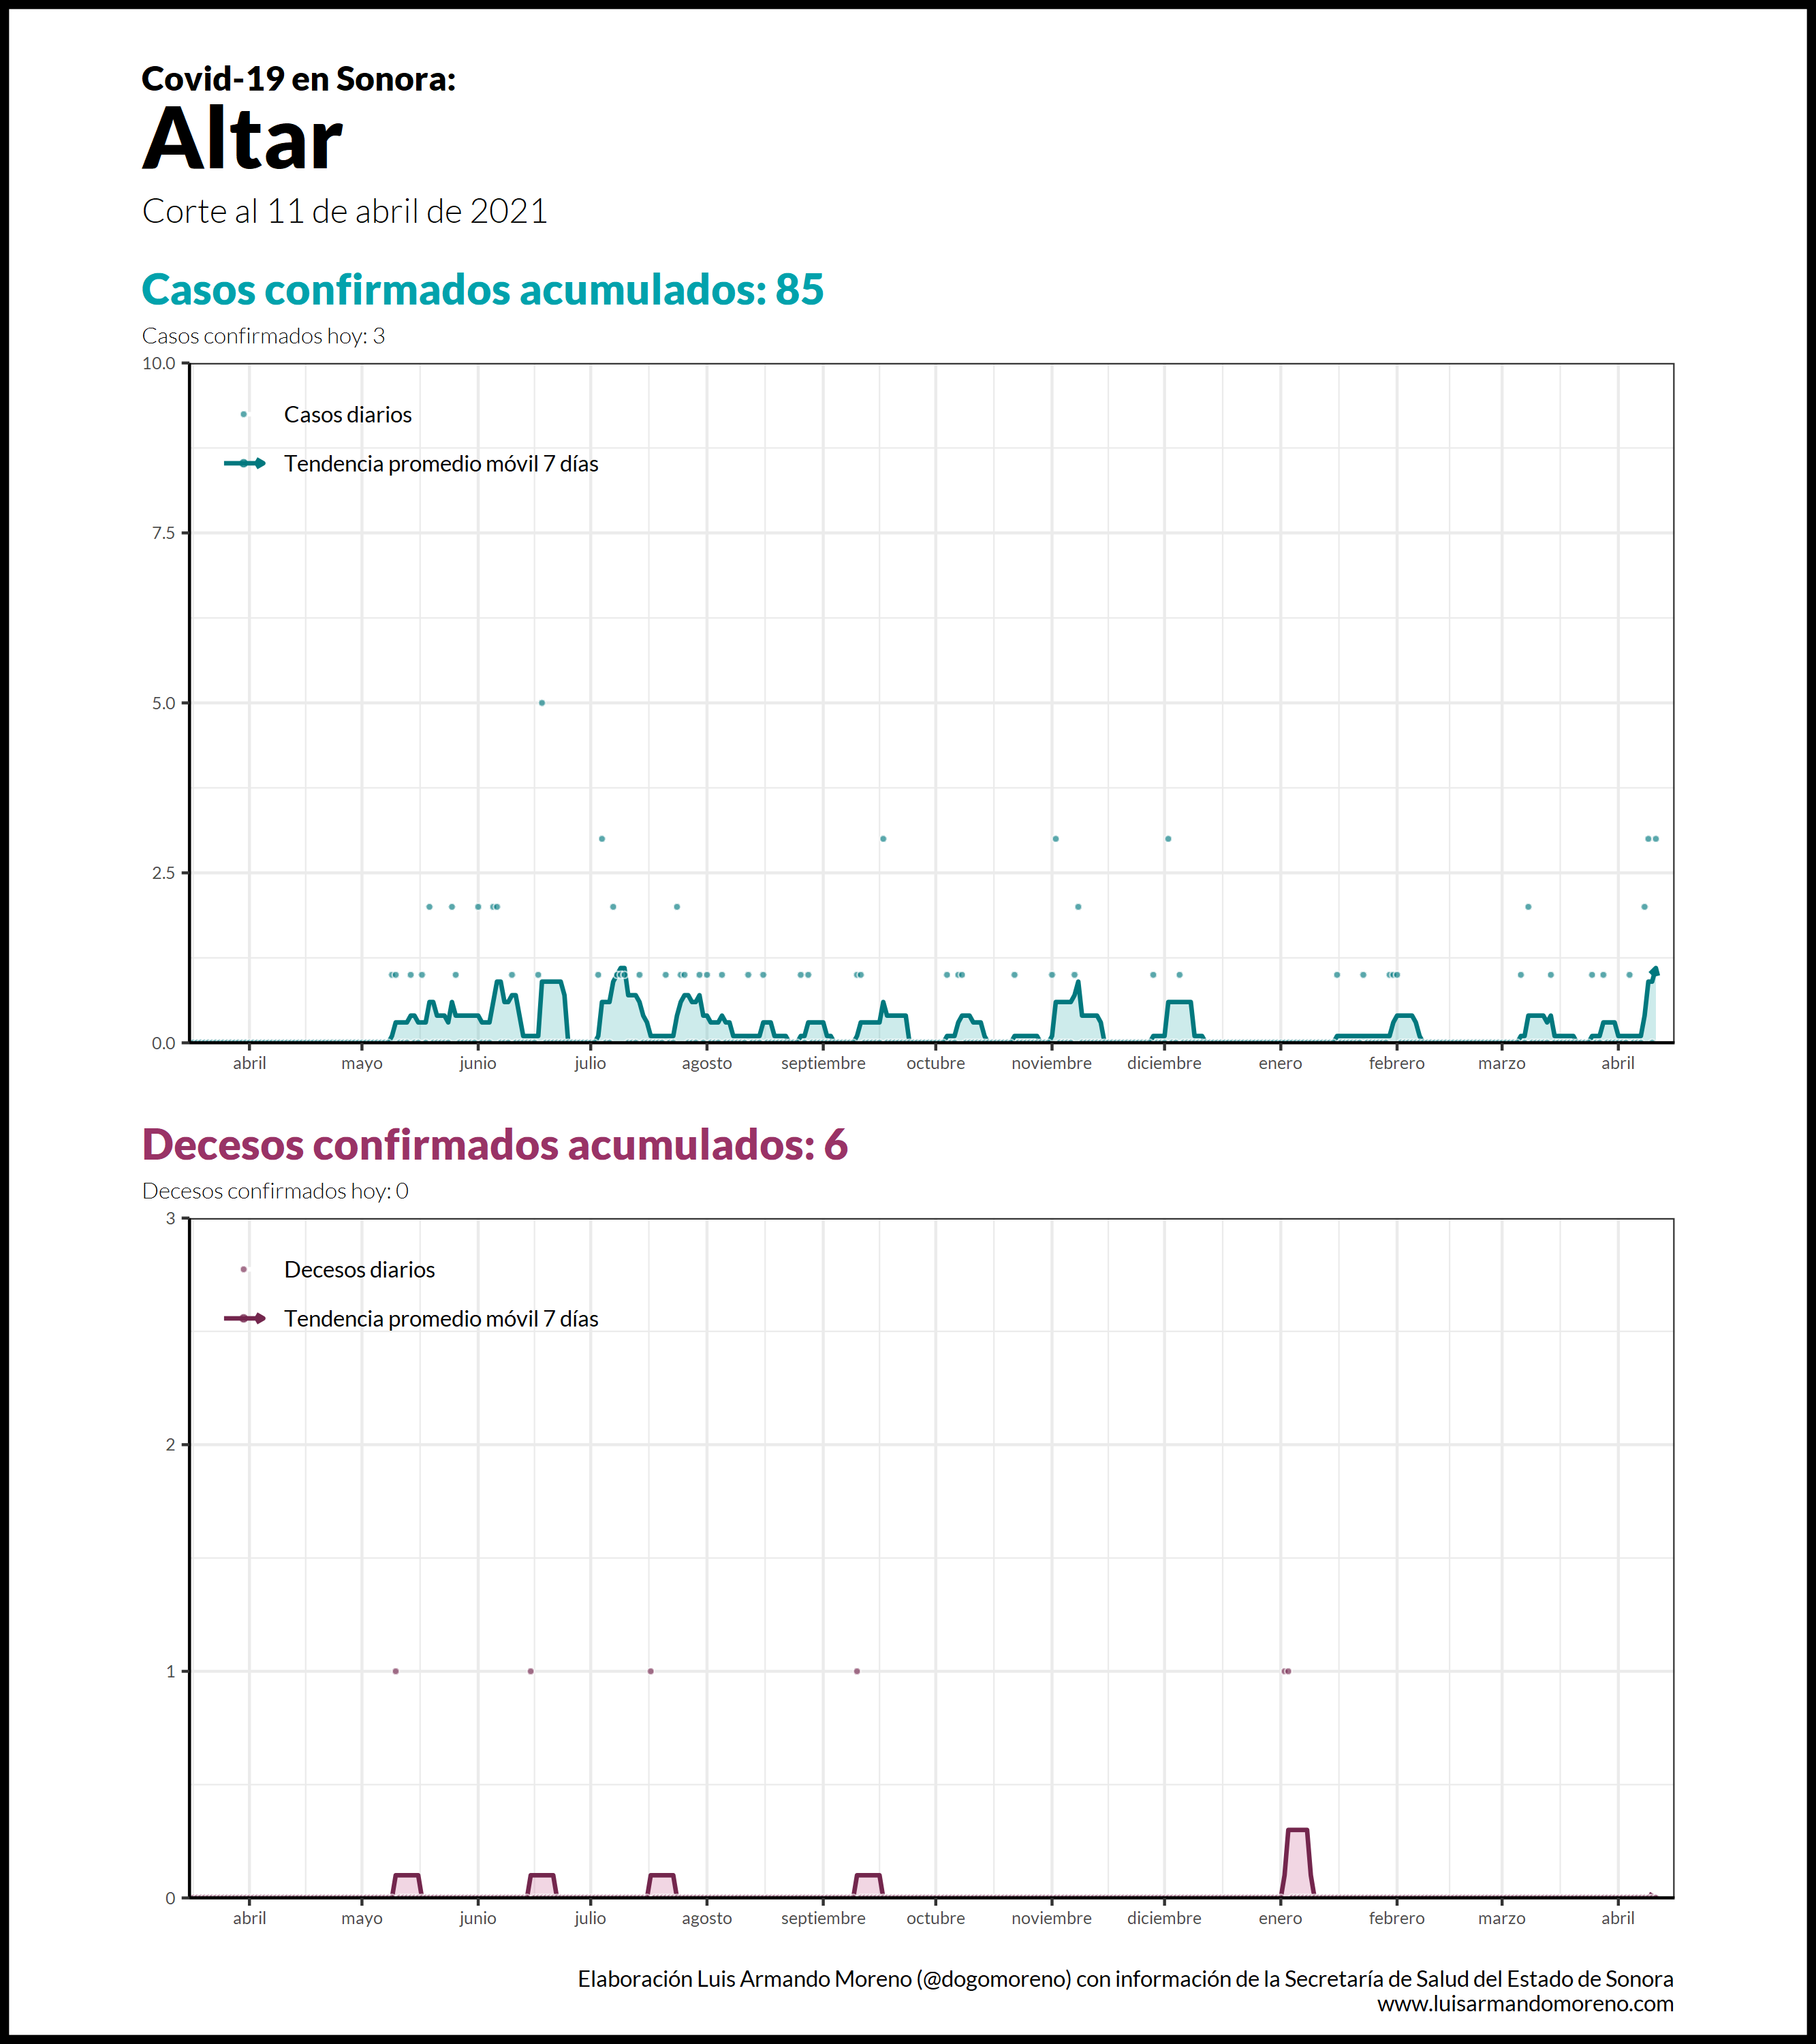 Covid-19 en Sonora:
Altar
Corte al 11 de abril de 2021
Casos confirmados acumulados: 85
Casos confirmados hoy: 3
10.0
7.5
5.0
2.5
0.0
Casos diarios
Tendencia promedio móvil 7 días
abril mayo junio julio agosto septiembre octubre noviembre diciembre enero febrero marzo abril
Decesos confirmados acumulados: 6
Decesos confirmados hoy: 0
3
2
1
0
Decesos diarios
Tendencia promedio móvil 7 días
abril mayo junio julio agosto septiembre octubre noviembre diciembre enero febrero marzo abril
Elaboración Luis Armando Moreno (@dogomoreno) con información de la Secretaría de Salud del Estado de Sonora
www.luisarmandomoreno.com